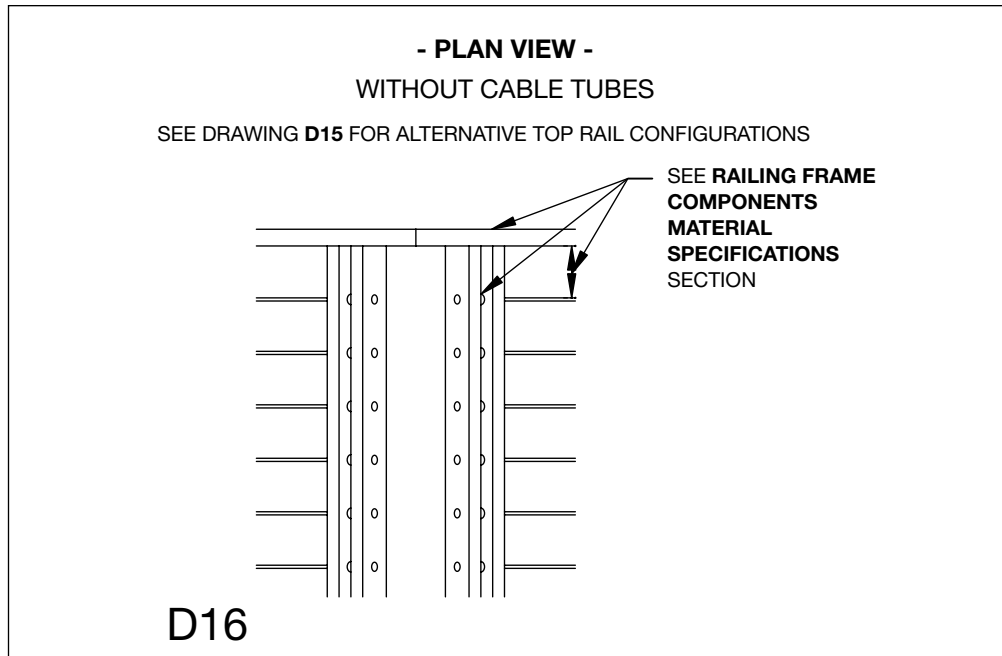 - PLAN VIEW -
WITHOUT CABLE TUBES
SEE DRAWING D15 FOR ALTERNATIVE TOP RAIL CONFIGURATIONS
SEE RAILING FRAME
COMPONENTS
MATERIAL
SPECIFICATIONS
SECTION
D16